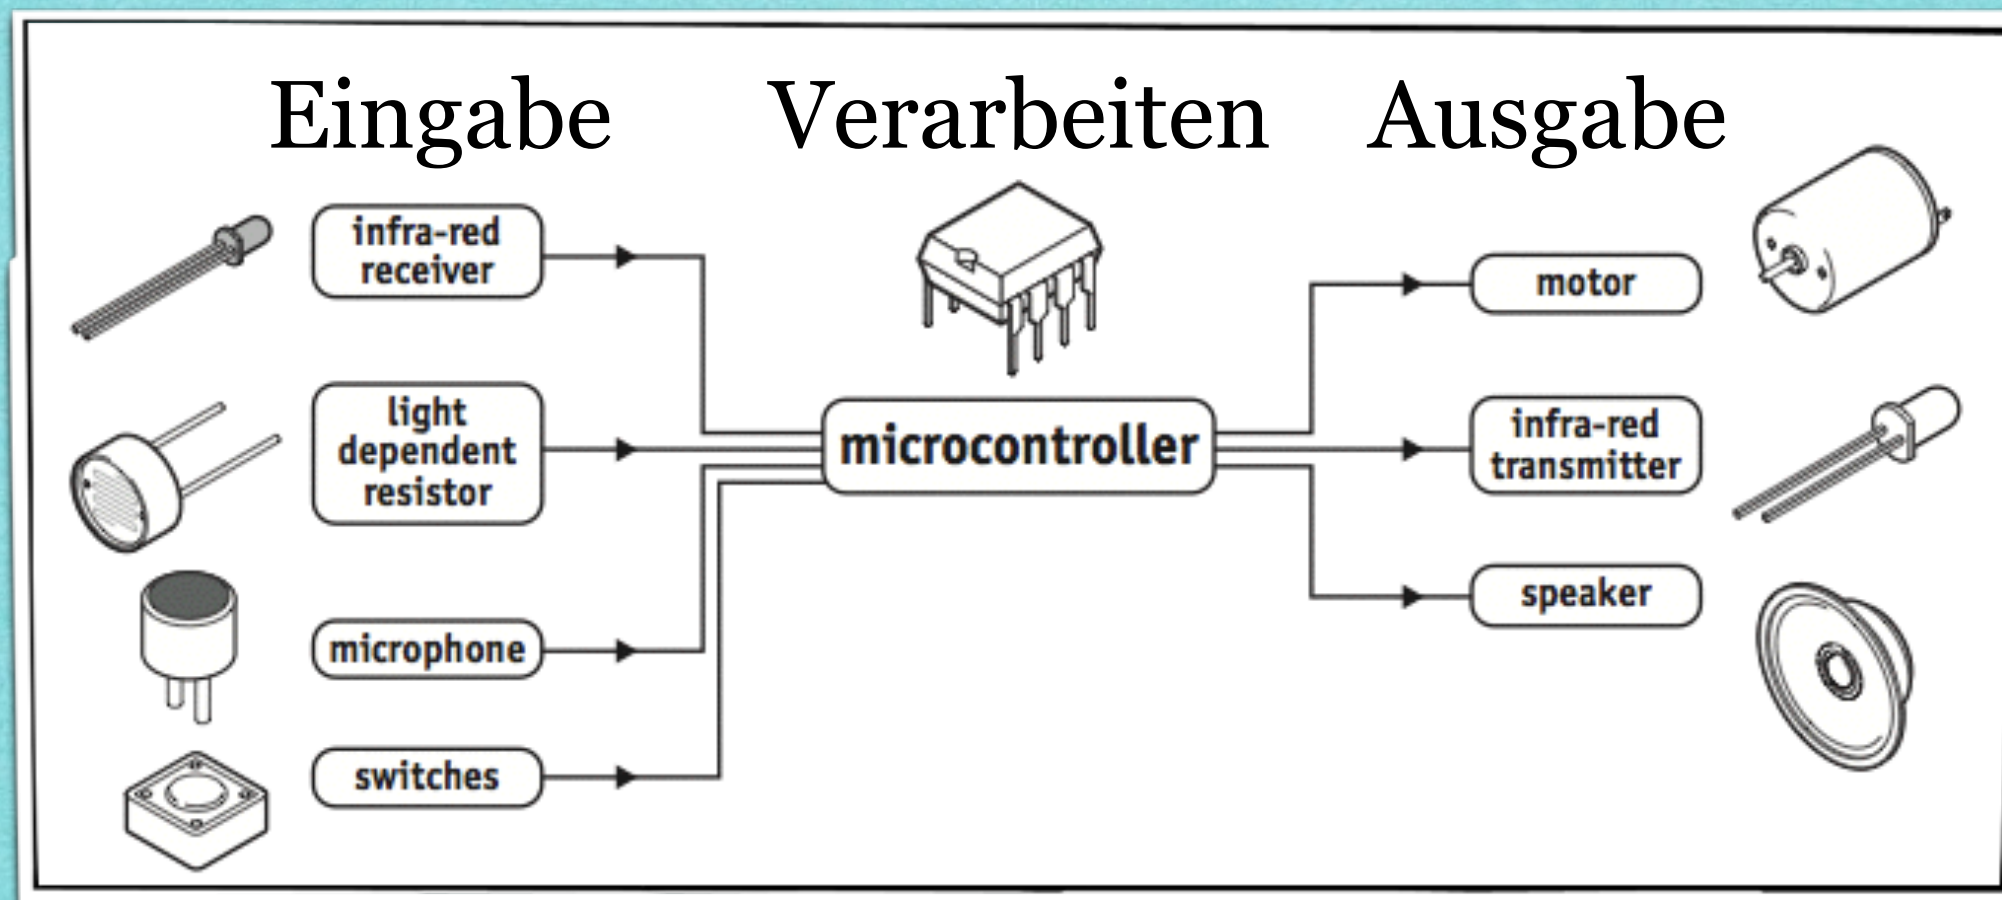 Eingabe Verarbeiten Ausgabe
infra-red
receiver
light
dependent
resistor
microphone
switches
microcontroller
motor
infra-red
transmitter
speaker